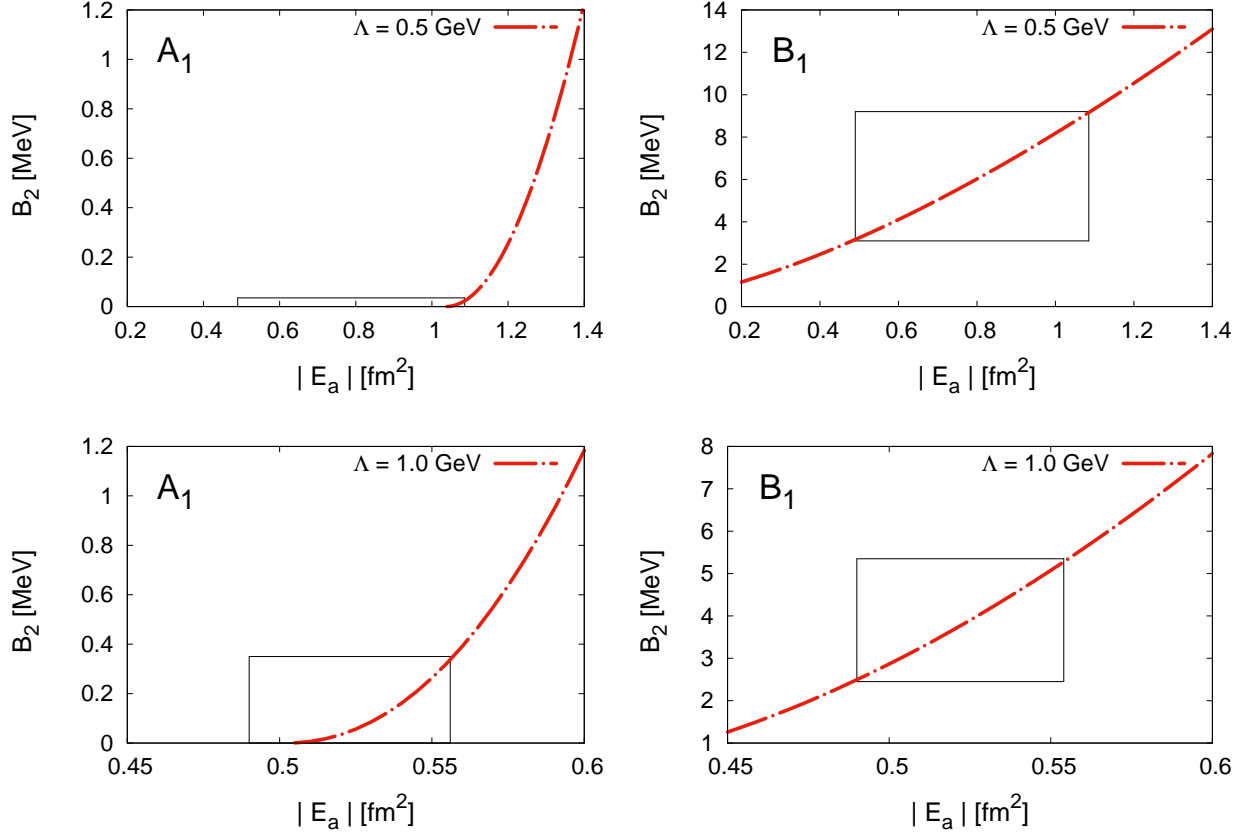 Λ = 0.5 GeV
A₁
B₂ [MeV]
1.2
1
0.8
0.6
0.4
0.2
0
0.2 0.4 0.6 0.8 1 1.2 1.4
| Eₐ | [fm²]
Λ = 0.5 GeV
B₁
B₂ [MeV]
14
12
10
8
6
4
2
0
0.2 0.4 0.6 0.8 1 1.2 1.4
| Eₐ | [fm²]
Λ = 1.0 GeV
A₁
B₂ [MeV]
1.2
1
0.8
0.6
0.4
0.2
0
0.45 0.5 0.55 0.6
| Eₐ | [fm²]
Λ = 1.0 GeV
B₁
B₂ [MeV]
8
7
6
5
4
3
2
1
0.45 0.5 0.55 0.6
| Eₐ | [fm²]